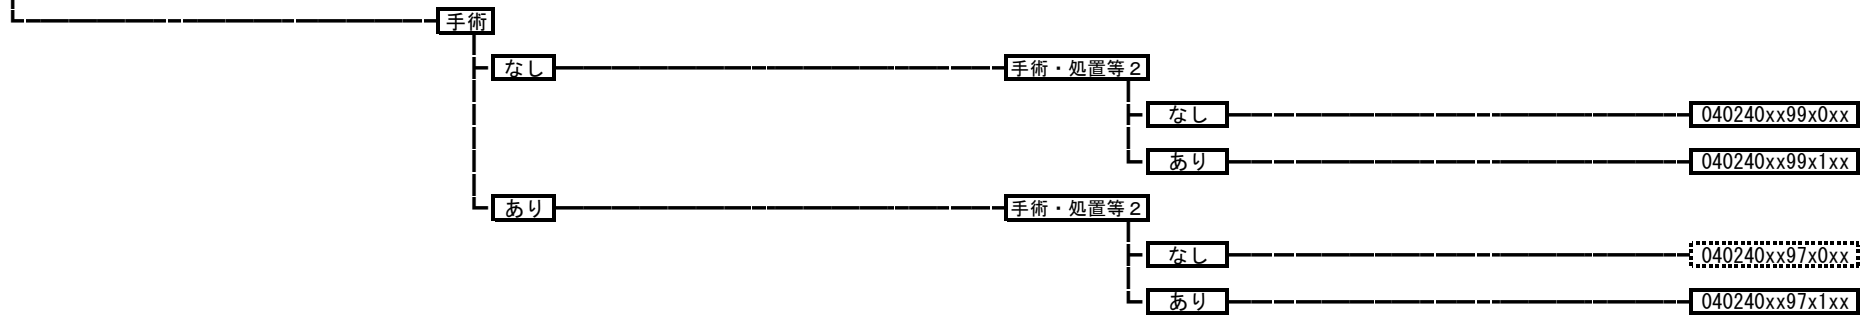 手術
なし 手術・処置等２
なし 040240xx99x0xx
あり 040240xx99x1xx
あり 手術・処置等２
なし 040240xx97x0xx
あり 040240xx97x1xx